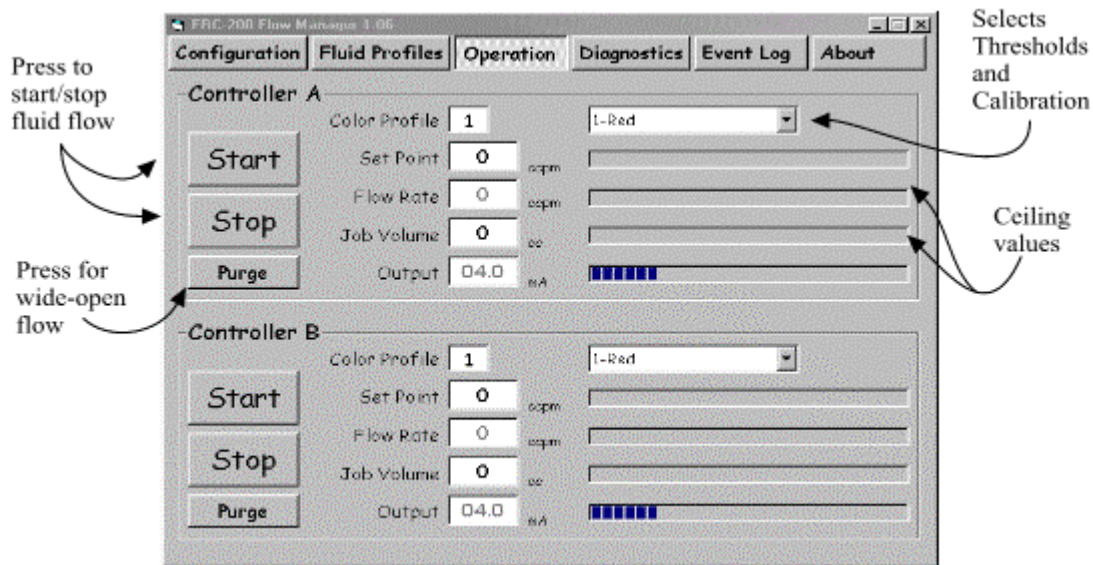 FRC-200 Flow Manager 1.06
Configuration
Fluid Profiles
Operation
Diagnostics
Event Log
About
Selects
Thresholds
and
Calibration
Press to
start/stop
fluid flow
Press for
wide-open
flow
Ceiling
values
Controller A
Color Profile 1 1-Red
Start
Set Point 0 ccpm
Flow Rate 0 ccpm
Stop
Job Volume 0 cc
Purge
Output 04.0 mA
Controller B
Color Profile 1 1-Red
Start
Set Point 0 ccpm
Flow Rate 0 ccpm
Stop
Job Volume 0 cc
Purge
Output 04.0 mA